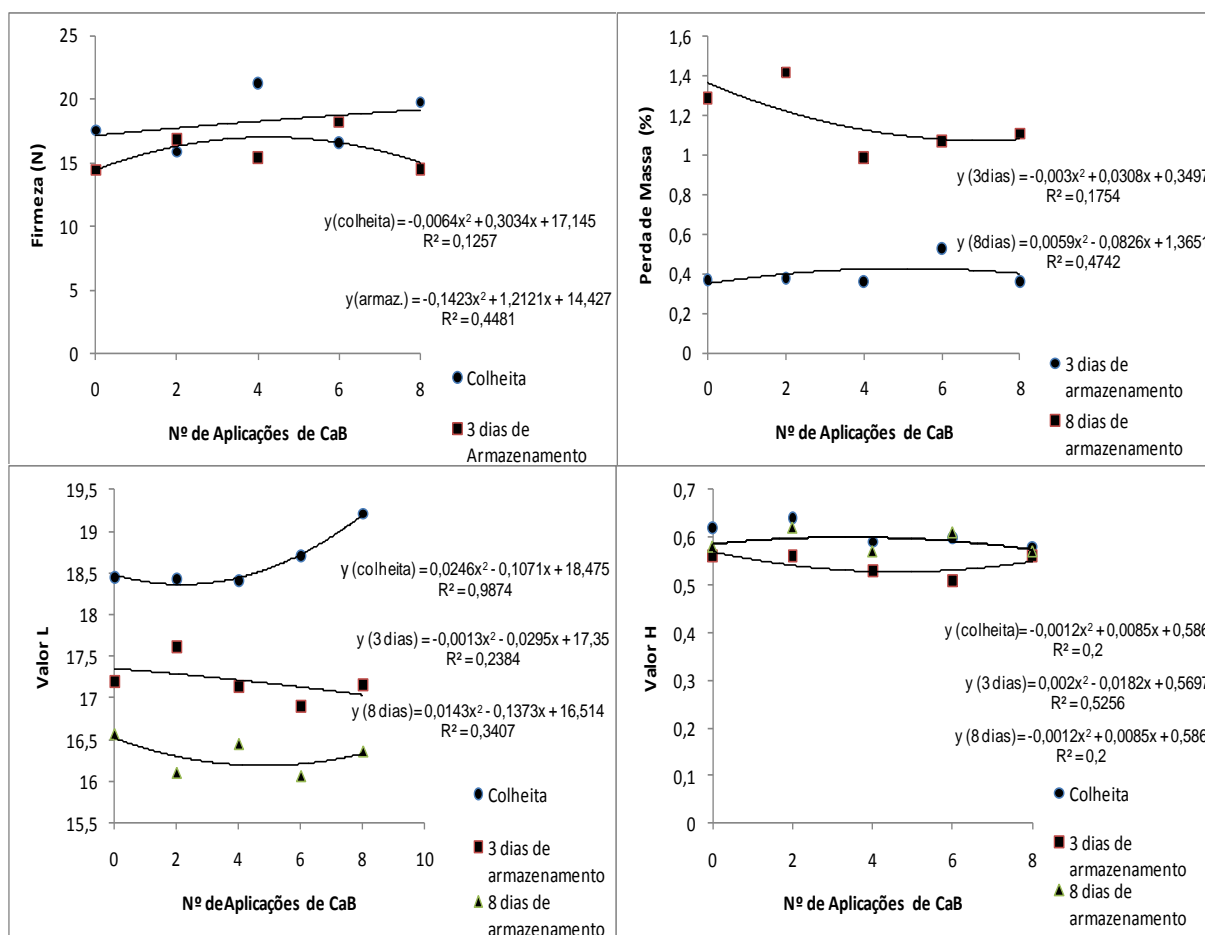 25
20
15
10
5
0
Firmeza (N)
y(colheita) = -0,0064x² + 0,3034x + 17,145
R² = 0,1257
y(armaz.) = -0,1423x² + 1,2121x + 14,427
R² = 0,4481
0 2 4 6 8
Nº de Aplicações de CaB
Colheita
3 dias de
Armazenamento
1,6
1,4
1,2
1
0,8
0,6
0,4
0,2
0
Perda de Massa (%)
y (3dias) = -0,003x² + 0,0308x + 0,3497
R² = 0,1754
y (8dias) = 0,0059x² - 0,0826x + 1,3651
R² = 0,4742
0 2 4 6 8
Nº de Aplicações de CaB
3 dias de
armazenamento
8 dias de
armazenamento
19,5
19
18,5
18
17,5
17
16,5
16
15,5
Valor L
y (colheita) = 0,0246x² - 0,1071x + 18,475
R² = 0,9874
y (3 dias) = -0,0013x² - 0,0295x + 17,35
R² = 0,2384
y (8 dias) = 0,0143x² - 0,1373x + 16,514
R² = 0,3407
0 2 4 6 8 10
Nº de Aplicações de CaB
Colheita
3 dias de
armazenamento
8 dias de
armazenamento
0,7
0,6
0,5
0,4
0,3
0,2
0,1
0
Valor H
y (colheita) = -0,0012x² + 0,0085x + 0,586
R² = 0,2
y (3 dias) = 0,002x² - 0,0182x + 0,5697
R² = 0,5256
y (8 dias) = -0,0012x² + 0,0085x + 0,586
R² = 0,2
0 2 4 6 8
Nº de Aplicações de CaB
Colheita
3 dias de
armazenamento
8 dias de
armazenamento